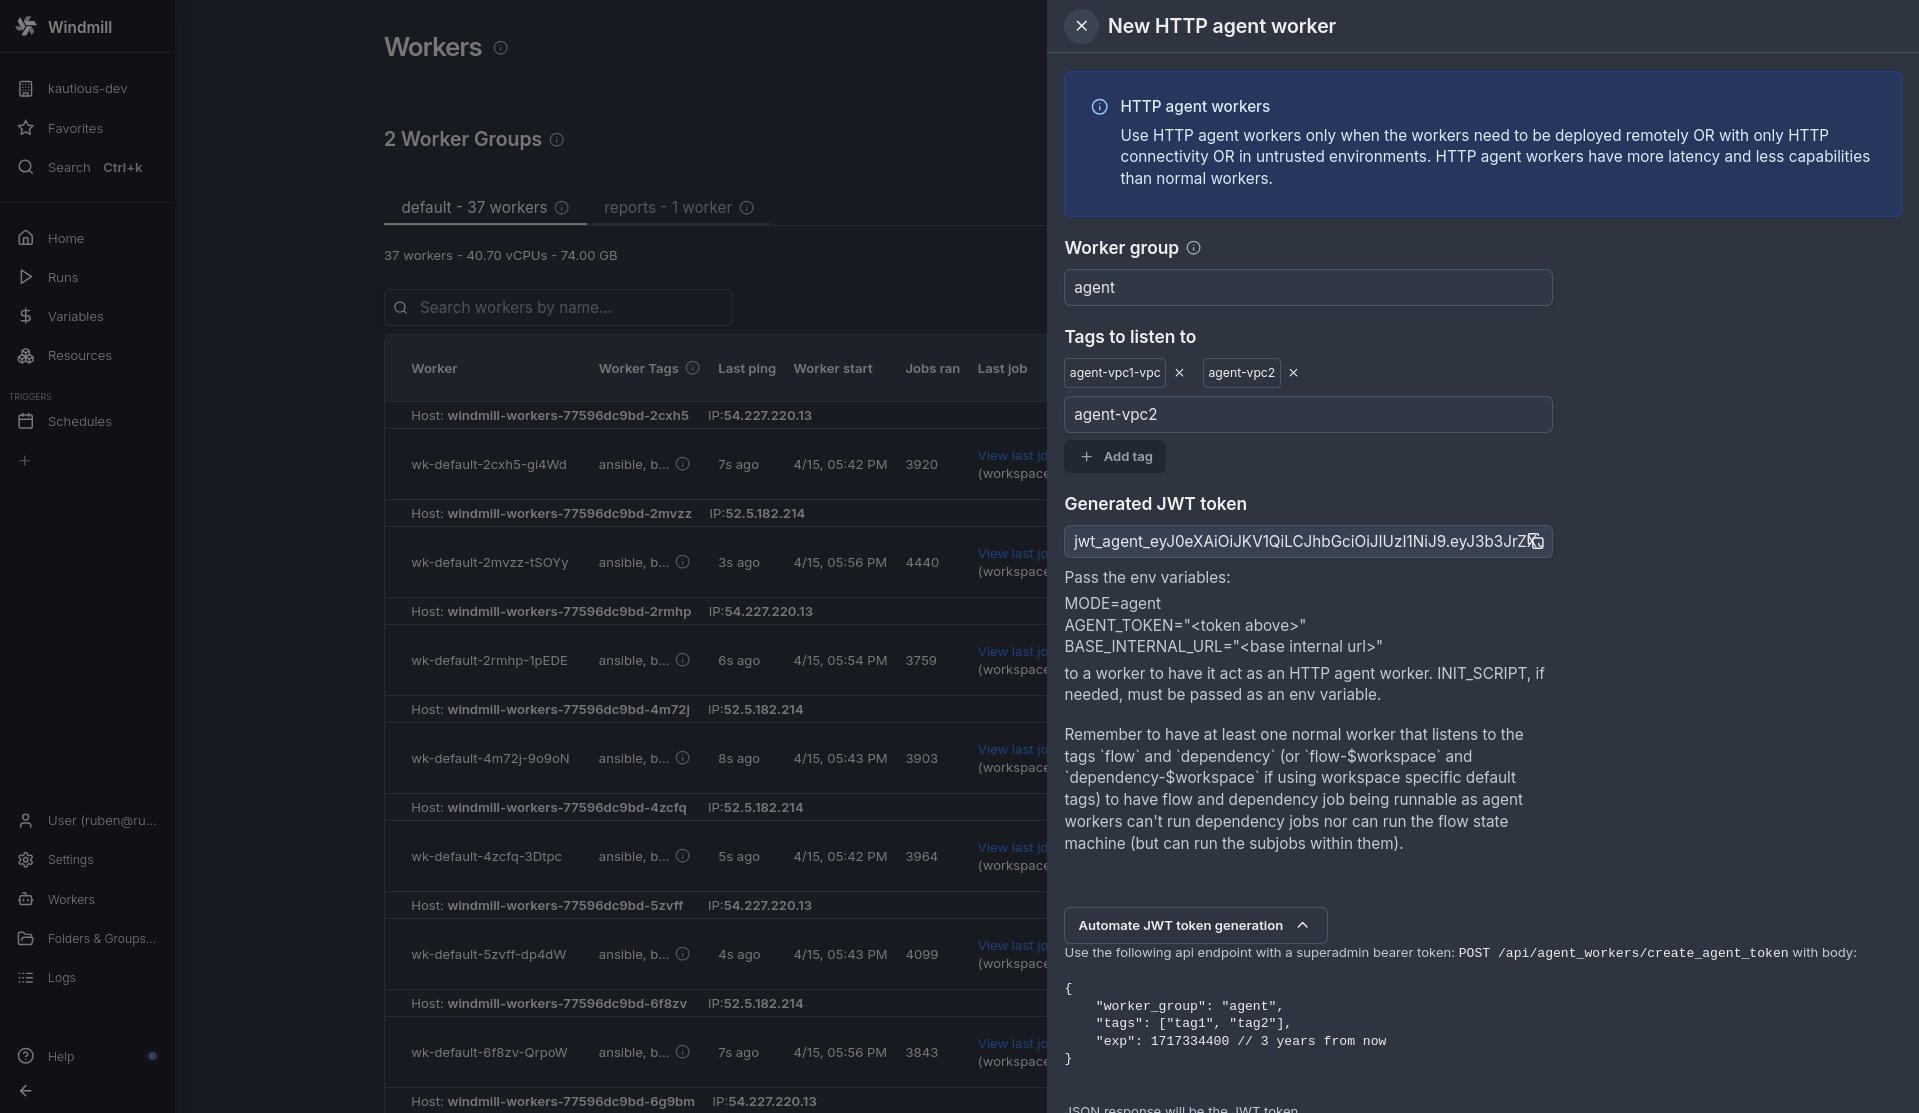 Windmill
kautious-dev
Favorites
Search Ctrl+k
Home
Runs
Variables
Resources
TRIGGERS
Schedules
User (ruben@ru...
Settings
Workers
Folders & Groups...
Logs
Help
Workers
2 Worker Groups
default - 37 workers
reports - 1 worker
37 workers - 40.70 vCPUs - 74.00 GB
Search workers by name...
Worker Worker Tags Last ping Worker start Jobs ran Last job
Host: windmill-workers-77596dc9bd-2cxh5 IP:54.227.220.13
wk-default-2cxh5-gi4Wd ansible, b... 7s ago 4/15, 05:42 PM 3920 View last jo
(workspace
Host: windmill-workers-77596dc9bd-2mvzz IP:52.5.182.214
wk-default-2mvzz-tSOYy ansible, b... 3s ago 4/15, 05:56 PM 4440 View last jo
(workspace
Host: windmill-workers-77596dc9bd-2rmhp IP:54.227.220.13
wk-default-2rmhp-1pEDE ansible, b... 6s ago 4/15, 05:54 PM 3759 View last jo
(workspace
Host: windmill-workers-77596dc9bd-4m72j IP:52.5.182.214
wk-default-4m72j-9o9oN ansible, b... 8s ago 4/15, 05:43 PM 3903 View last jo
(workspace
Host: windmill-workers-77596dc9bd-4zcfq IP:52.5.182.214
wk-default-4zcfq-3Dtpc ansible, b... 5s ago 4/15, 05:42 PM 3964 View last jo
(workspace
Host: windmill-workers-77596dc9bd-5zvff IP:54.227.220.13
wk-default-5zvff-dp4dW ansible, b... 4s ago 4/15, 05:43 PM 4099 View last jo
(workspace
Host: windmill-workers-77596dc9bd-6f8zv IP:52.5.182.214
wk-default-6f8zv-QrpoW ansible, b... 7s ago 4/15, 05:56 PM 3843 View last jo
(workspace
Host: windmill-workers-77596dc9bd-6g9bm IP:54.227.220.13
New HTTP agent worker
HTTP agent workers
Use HTTP agent workers only when the workers need to be deployed remotely OR with only HTTP
connectivity OR in untrusted environments. HTTP agent workers have more latency and less capabilities
than normal workers.
Worker group
agent
Tags to listen to
agent-vpc1-vpc agent-vpc2
agent-vpc2
Add tag
Generated JWT token
jwt_agent_eyJ0eXAiOiJKV1QiLCJhbGciOiJIUzI1NiJ9.eyJ3b3JrZ
Pass the env variables:
MODE=agent
AGENT_TOKEN="<token above>"
BASE_INTERNAL_URL="<base internal url>"
to a worker to have it act as an HTTP agent worker. INIT_SCRIPT, if
needed, must be passed as an env variable.
Remember to have at least one normal worker that listens to the
tags `flow` and `dependency` (or `flow-$workspace` and
`dependency-$workspace` if using workspace specific default
tags) to have flow and dependency job being runnable as agent
workers can't run dependency jobs nor can run the flow state
machine (but can run the subjobs within them).
Automate JWT token generation
Use the following api endpoint with a superadmin bearer token: POST /api/agent_workers/create_agent_token with body:
{
"worker_group": "agent",
"tags": ["tag1", "tag2"],
"exp": 1717334400 // 3 years from now
}
JSON response will be the JWT token